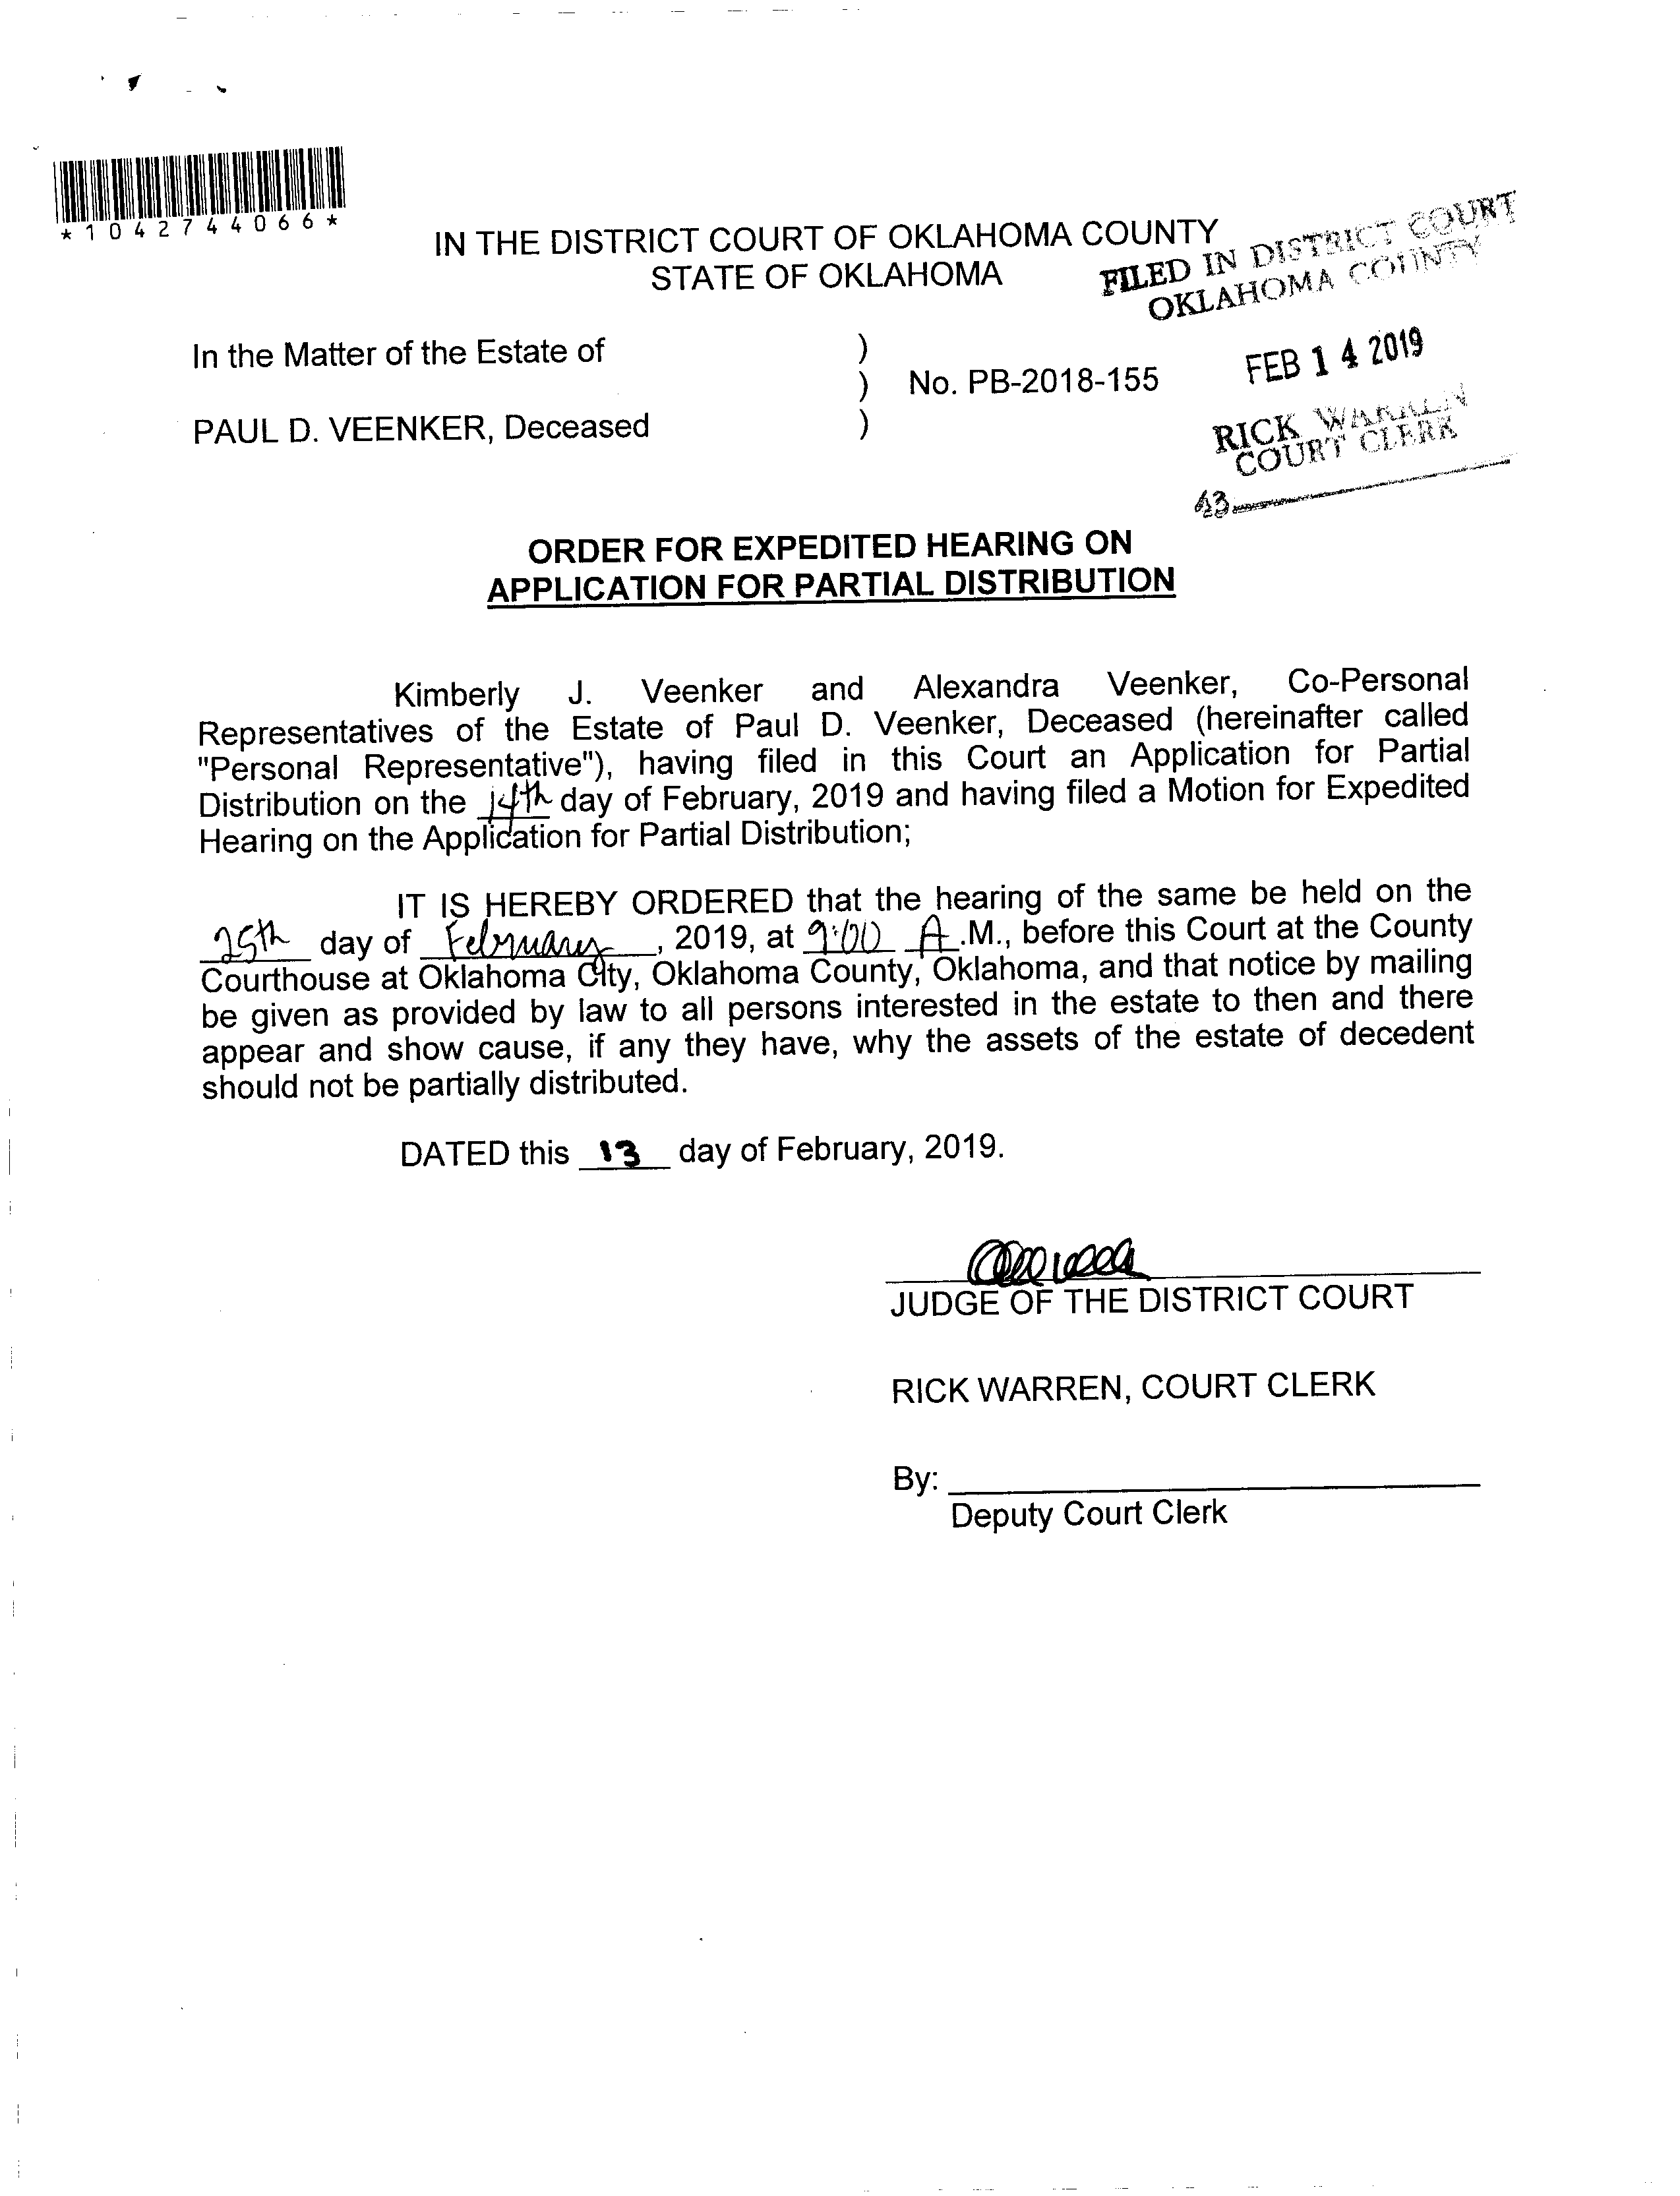 *1042744066*
IN THE DISTRICT COURT OF OKLAHOMA COUNTY
STATE OF OKLAHOMA
FILED IN DISTRICT COURT
OKLAHOMA COUNTY
In the Matter of the Estate of )
) No. PB-2018-155
PAUL D. VEENKER, Deceased )
FEB 14 2019
RICK WARREN
COURT CLERK
43
ORDER FOR EXPEDITED HEARING ON
APPLICATION FOR PARTIAL DISTRIBUTION
Kimberly J. Veenker and Alexandra Veenker, Co-Personal
Representatives of the Estate of Paul D. Veenker, Deceased (hereinafter called
"Personal Representative"), having filed in this Court an Application for Partial
Distribution on the 14th day of February, 2019 and having filed a Motion for Expedited
Hearing on the Application for Partial Distribution;
IT IS HEREBY ORDERED that the hearing of the same be held on the
25th day of February, 2019, at 9:00 A.M., before this Court at the County
Courthouse at Oklahoma City, Oklahoma County, Oklahoma, and that notice by mailing
be given as provided by law to all persons interested in the estate to then and there
appear and show cause, if any they have, why the assets of the estate of decedent
should not be partially distributed.
DATED this 13 day of February, 2019.
JUDGE OF THE DISTRICT COURT
RICK WARREN, COURT CLERK
By:
Deputy Court Clerk